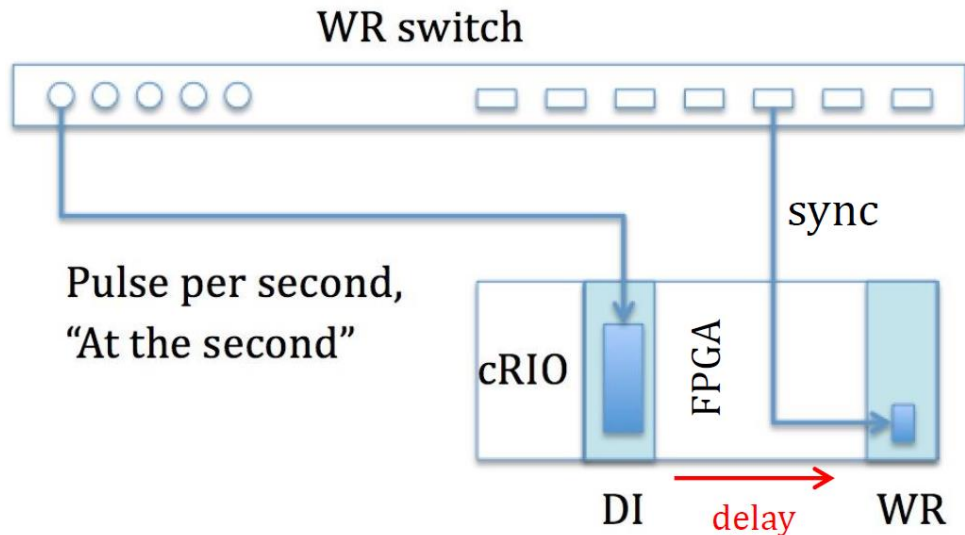 WR switch
sync
Pulse per second,
“At the second”
cRIO
FPGA
DI
delay
WR